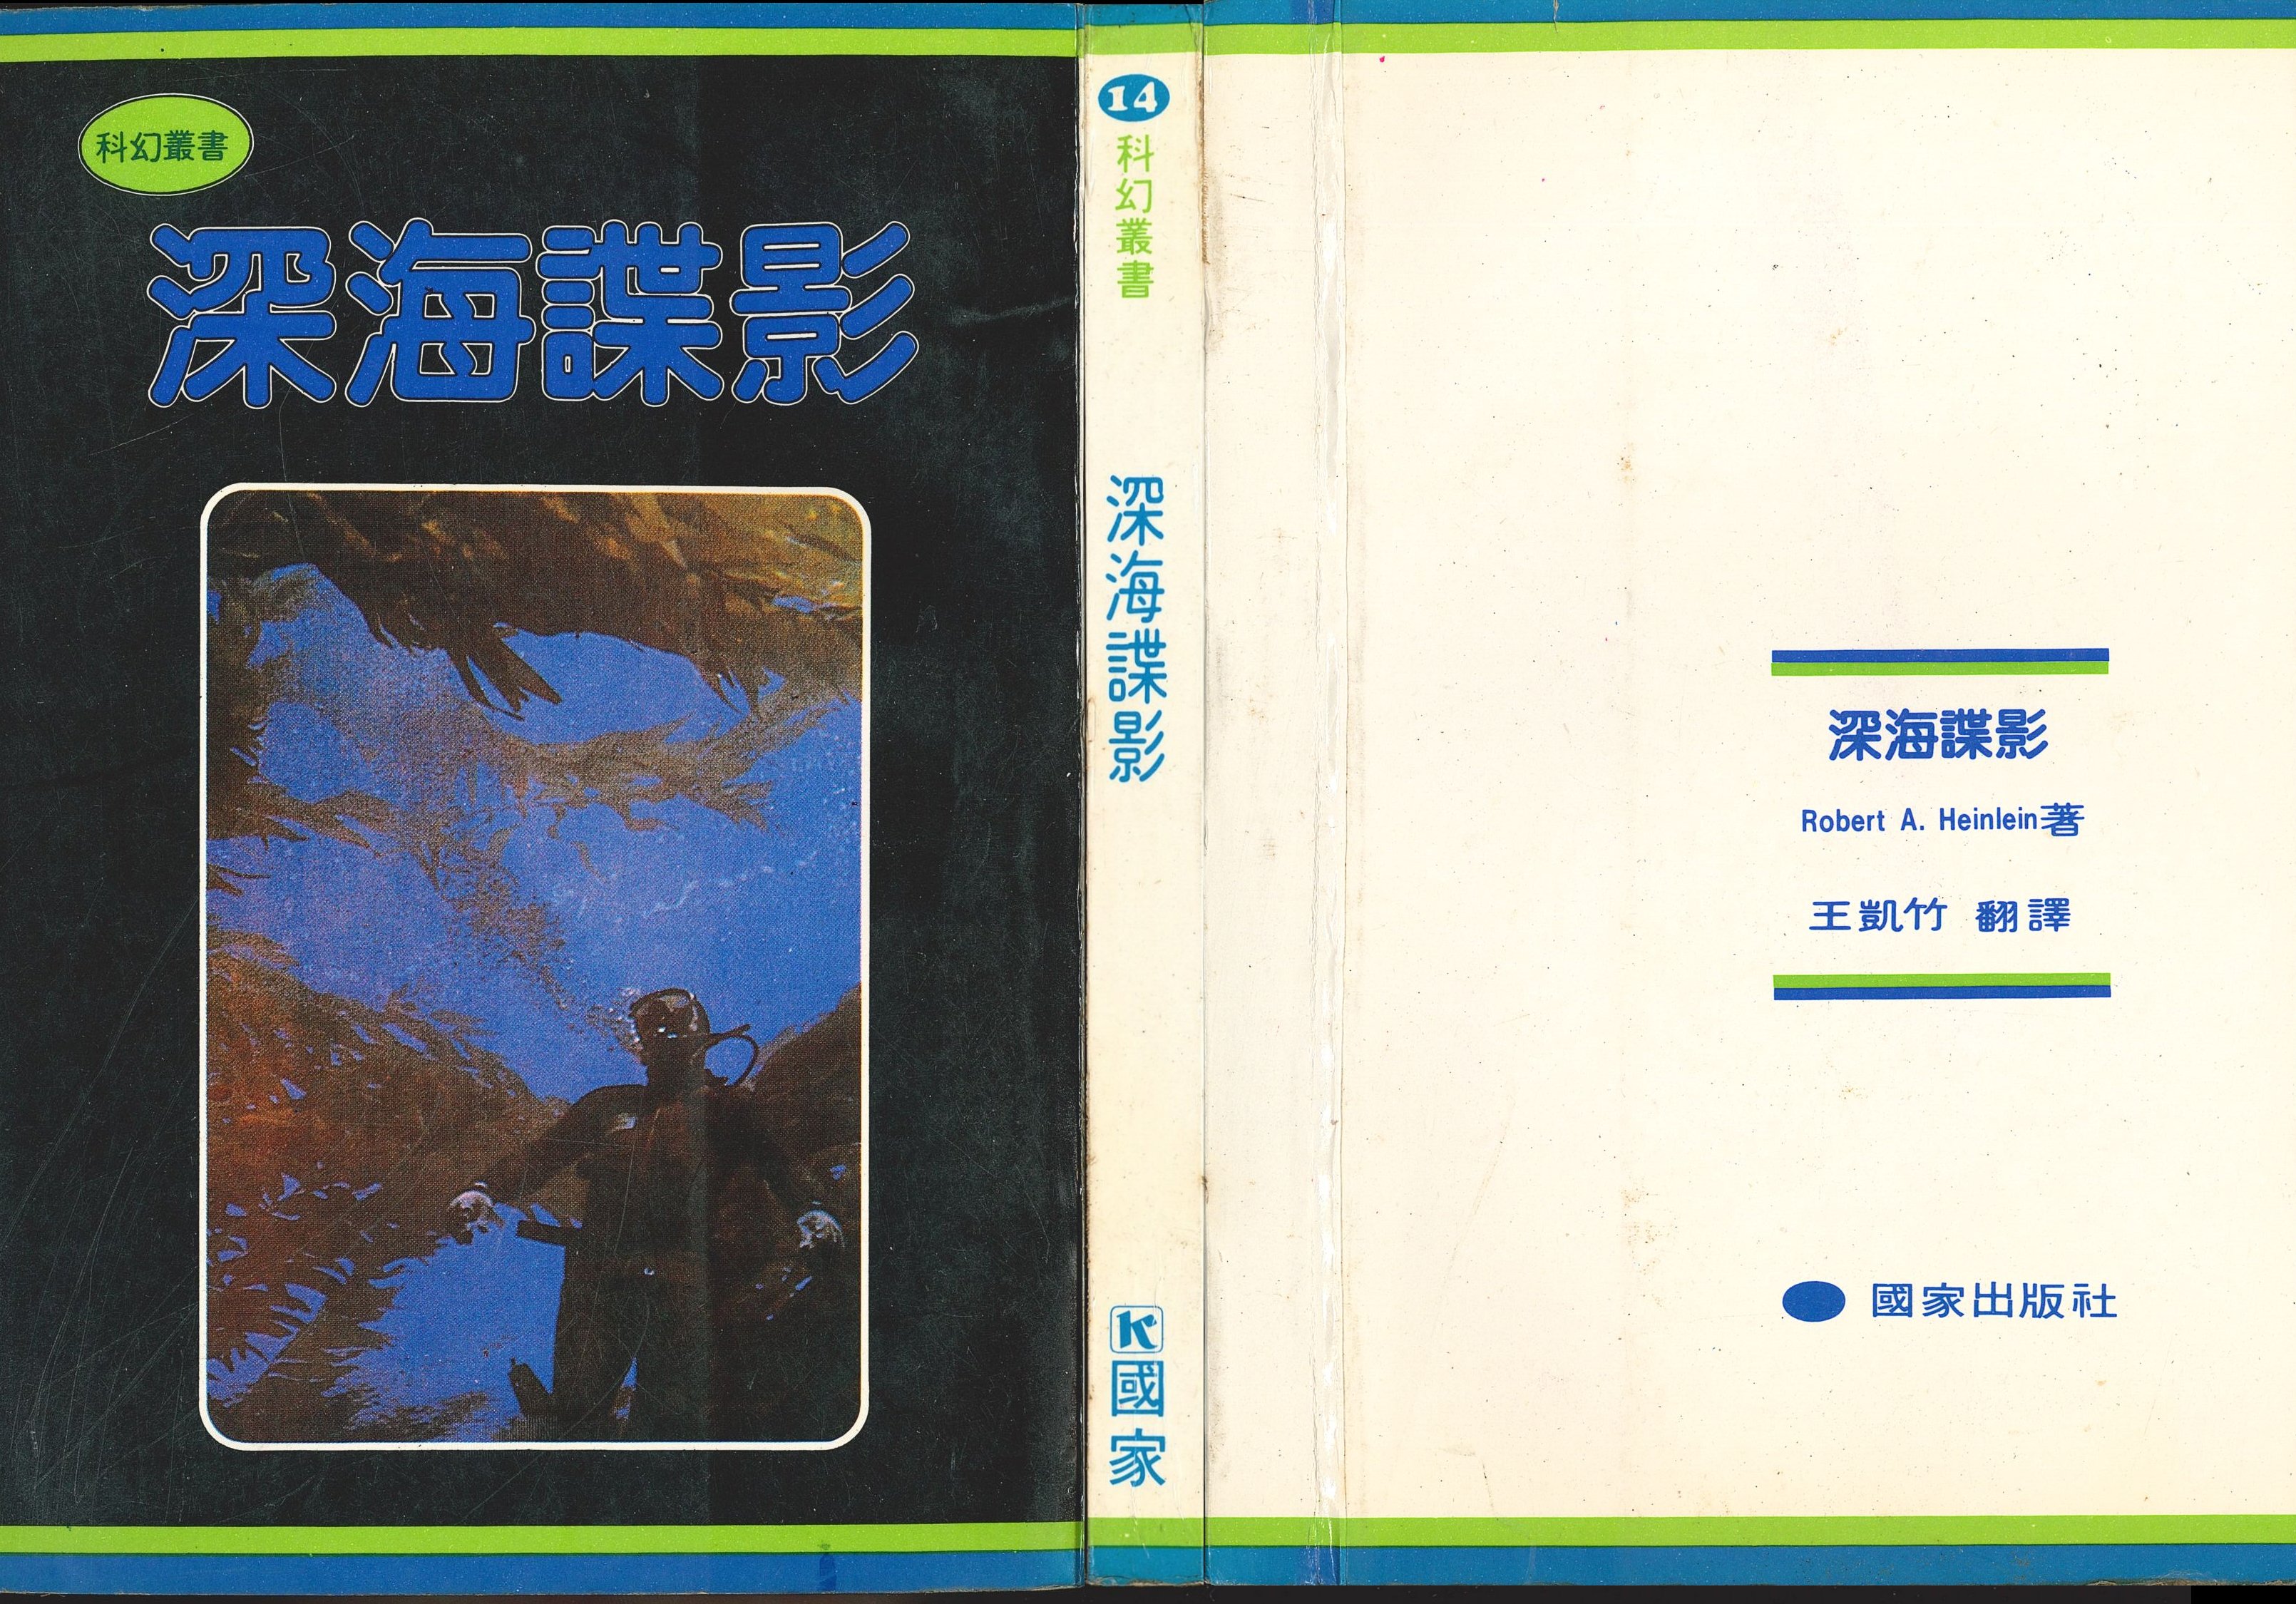 科幻叢書
深海諜影
14
科幻叢書
深海諜影
K
國家
深海諜影
Robert A. Heinlein著
王凱竹 翻譯
國家出版社